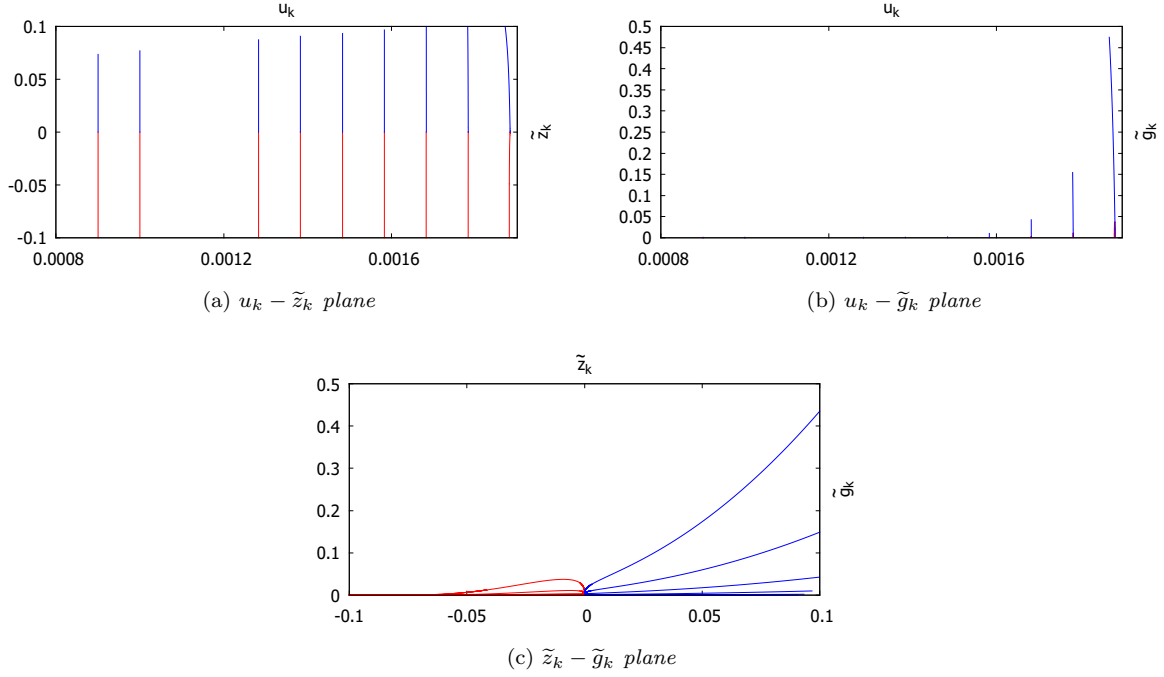 u_k
0.1
0.05
0
-0.05
-0.1
0.0008 0.0012 0.0016
z̃_k
(a) u_k − z̃_k plane
u_k
0.5
0.45
0.4
0.35
0.3
0.25
0.2
0.15
0.1
0.05
0
0.0008 0.0012 0.0016
g̃_k
(b) u_k − g̃_k plane
z̃_k
0.5
0.4
0.3
0.2
0.1
0
-0.1 -0.05 0 0.05 0.1
g̃_k
(c) z̃_k − g̃_k plane